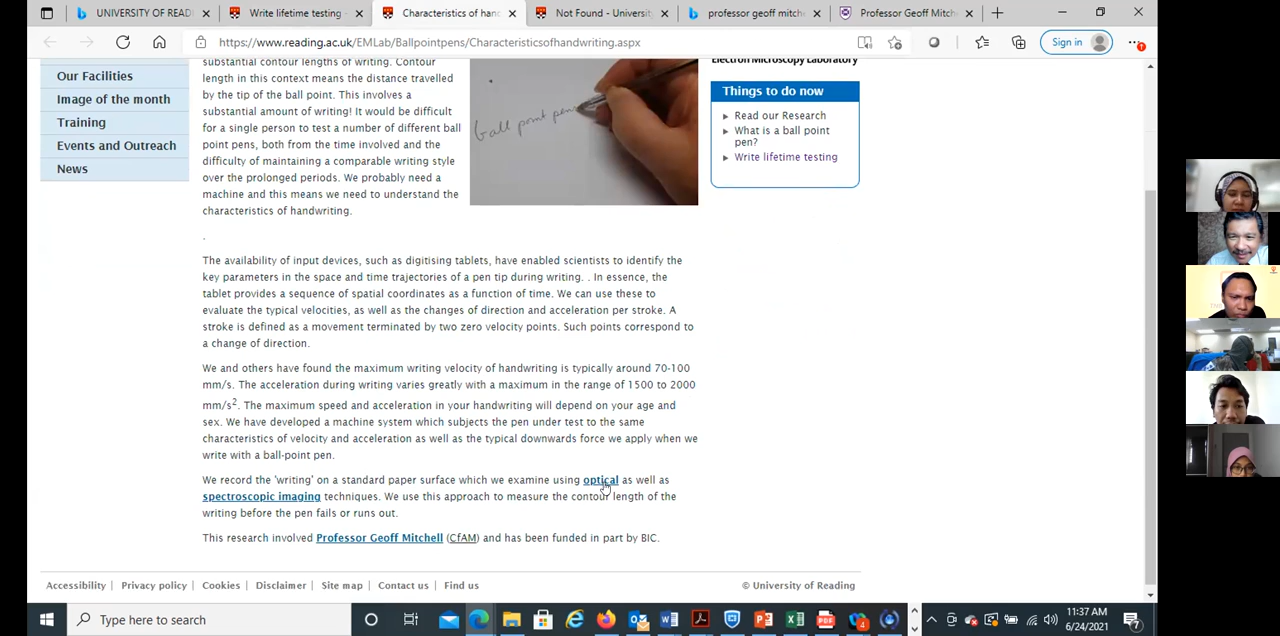 UNIVERSITY OF READ
Write lifetime testing -
Characteristics of han
Not Found - Universit
professor geoff mitch
Professor Geoff Mitch
https://www.reading.ac.uk/EMLab/Ballpointpens/Characteristicsofhandwriting.aspx
Sign in
Our Facilities
Image of the month
Training
Events and Outreach
News
substantial contour lengths of writing. Contour
length in this context means the distance travelled
by the tip of the ball point. This involves a
substantial amount of writing! It would be difficult
for a single person to test a number of different ball
point pens, both from the time involved and the
difficulty of maintaining a comparable writing style
over the prolonged periods. We probably need a
machine and this means we need to understand the
characteristics of handwriting.
.
ball point pens
Electron Microscopy Laboratory
Things to do now
Read our Research
What is a ball point
pen?
Write lifetime testing
The availability of input devices, such as digitising tablets, have enabled scientists to identify the
key parameters in the space and time trajectories of a pen tip during writing. . In essence, the
tablet provides a sequence of spatial coordinates as a function of time. We can use these to
evaluate the typical velocities, as well as the changes of direction and acceleration per stroke. A
stroke is defined as a movement terminated by two zero velocity points. Such points correspond to
a change of direction.
We and others have found the maximum writing velocity of handwriting is typically around 70-100
mm/s. The acceleration during writing varies greatly with a maximum in the range of 1500 to 2000
mm/s². The maximum speed and acceleration in your handwriting will depend on your age and
sex. We have developed a machine system which subjects the pen under test to the same
characteristics of velocity and acceleration as well as the typical downwards force we apply when we
write with a ball-point pen.
We record the 'writing' on a standard paper surface which we examine using optical as well as
spectroscopic imaging techniques. We use this approach to measure the contour length of the
writing before the pen fails or runs out.
This research involved Professor Geoff Mitchell (CfAM) and has been funded in part by BIC.
Accessibility | Privacy policy | Cookies | Disclaimer | Site map | Contact us | Find us
© University of Reading
Type here to search
11:37 AM
6/24/2021